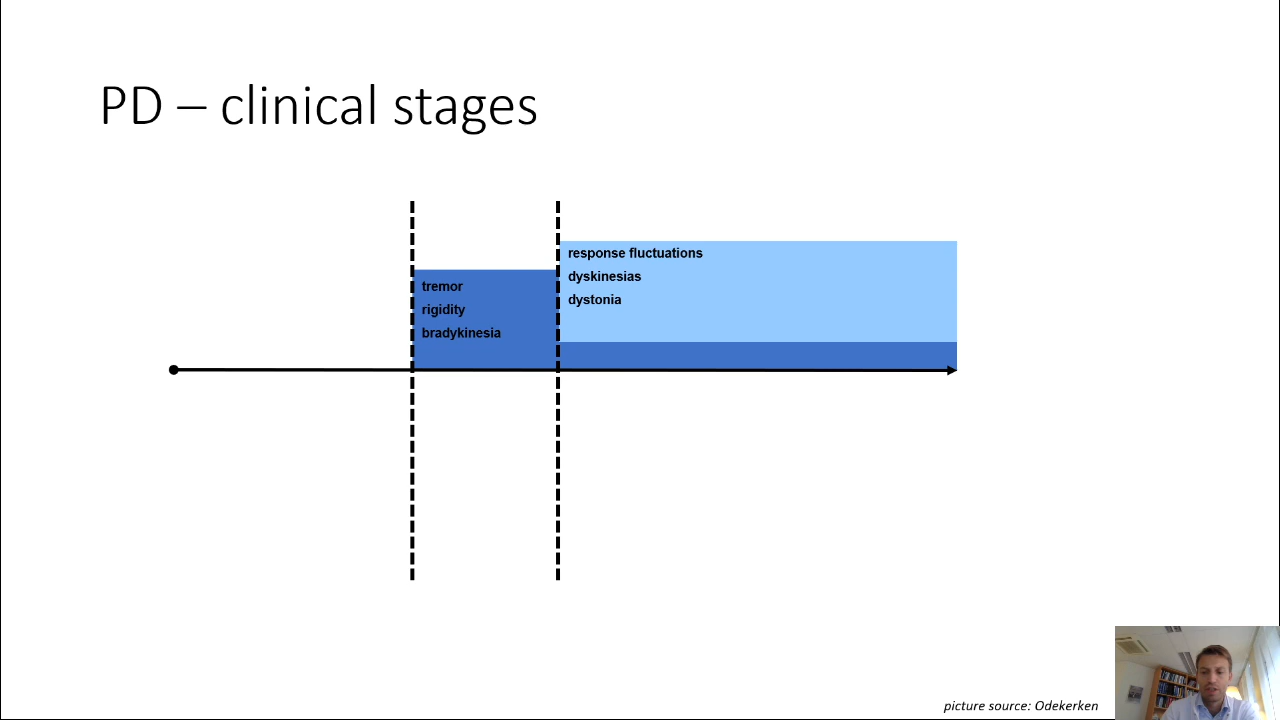 PD – clinical stages
response fluctuations
dyskinesias
dystonia
tremor
rigidity
bradykinesia
picture source: Odekerken